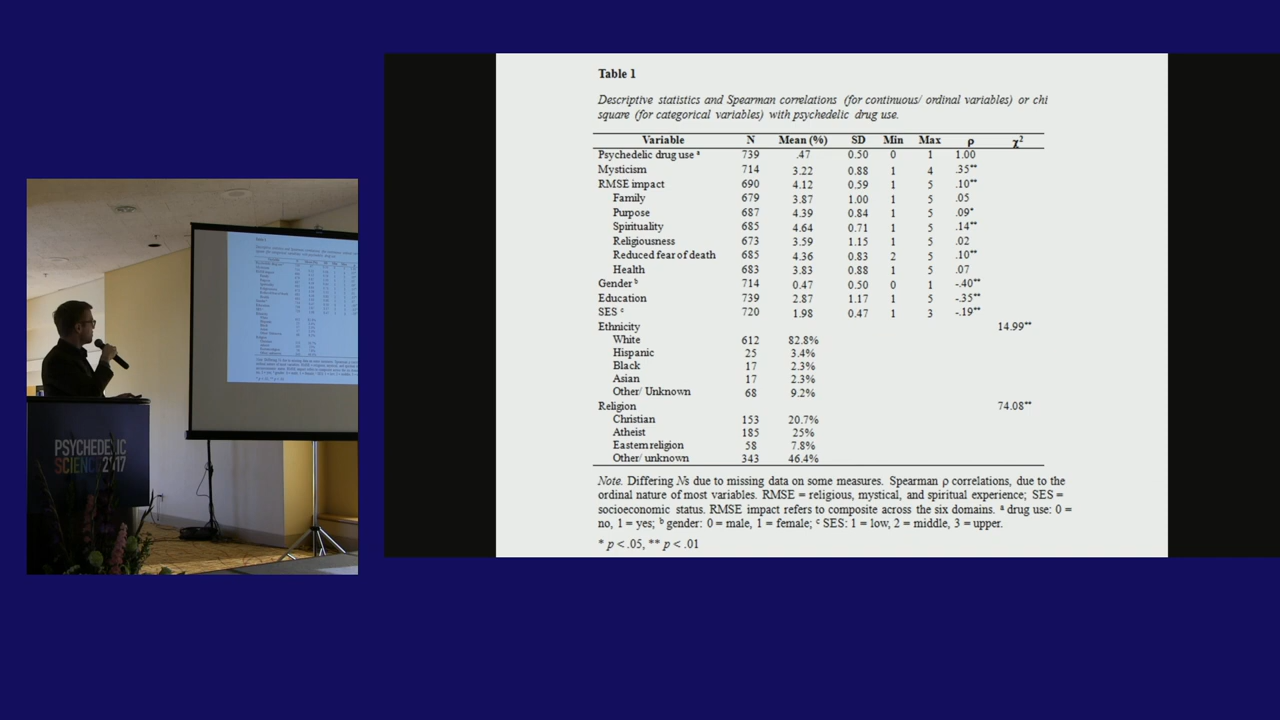 Table 1
Descriptive statistics and Spearman correlations (for continuous/ ordinal variables) or chi
square (for categorical variables) with psychedelic drug use.
Variable N Mean (%) SD Min Max ρ χ²
Psychedelic drug use ᵃ 739 .47 0.50 0 1 1.00
Mysticism 714 3.22 0.88 1 4 .35**
RMSE impact 690 4.12 0.59 1 5 .10**
Family 679 3.87 1.00 1 5 .05
Purpose 687 4.39 0.84 1 5 .09*
Spirituality 685 4.64 0.71 1 5 .14**
Religiousness 673 3.59 1.15 1 5 .02
Reduced fear of death 685 4.36 0.83 2 5 .10**
Health 683 3.83 0.88 1 5 .07
Gender ᵇ 714 0.47 0.50 0 1 -.40**
Education 739 2.87 1.17 1 5 -.35**
SES ᶜ 720 1.98 0.47 1 3 -.19**
Ethnicity 14.99**
White 612 82.8%
Hispanic 25 3.4%
Black 17 2.3%
Asian 17 2.3%
Other/ Unknown 68 9.2%
Religion 74.08**
Christian 153 20.7%
Atheist 185 25%
Eastern religion 58 7.8%
Other/ unknown 343 46.4%
Note. Differing Ns due to missing data on some measures. Spearman ρ correlations, due to the
ordinal nature of most variables. RMSE = religious, mystical, and spiritual experience; SES =
socioeconomic status. RMSE impact refers to composite across the six domains. ᵃ drug use: 0 =
no, 1 = yes; ᵇ gender: 0 = male, 1 = female; ᶜ SES: 1 = low, 2 = middle, 3 = upper.
* p < .05, ** p < .01
PSYCHEDELIC
SCIENCE 2017